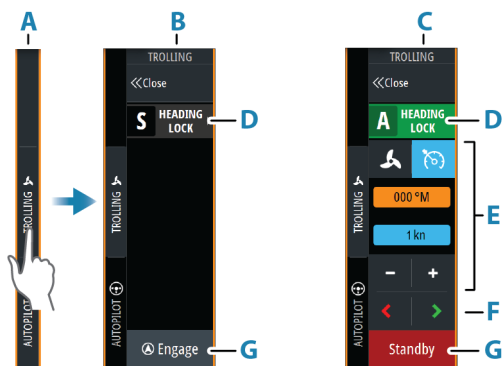 A
B
C
TROLLING
AUTOPILOT
TROLLING
Close
S HEADING
LOCK
D
TROLLING
AUTOPILOT
Engage
G
TROLLING
Close
A HEADING
LOCK
D
E
000 °M
1 kn
- +
< >
F
TROLLING
AUTOPILOT
Standby
G